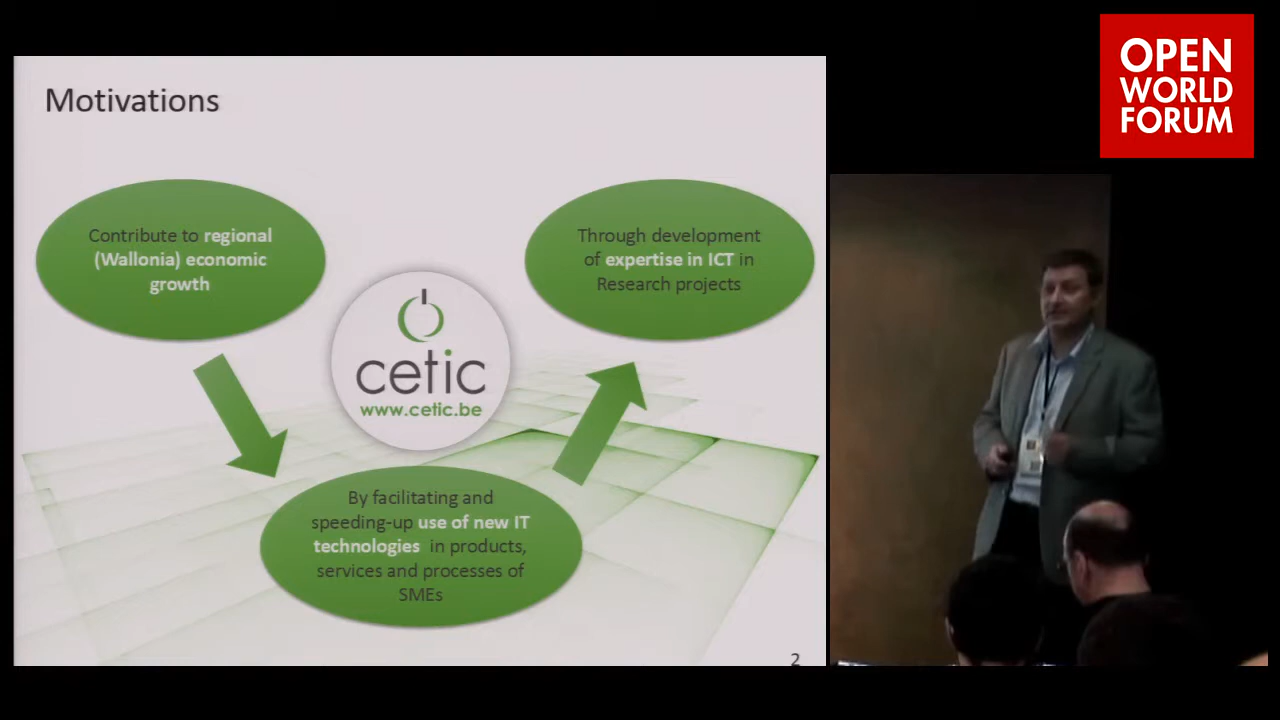 Motivations
Contribute to regional
(Wallonia) economic
growth
Through development
of expertise in ICT in
Research projects
cetic
www.cetic.be
By facilitating and
speeding-up use of new IT
technologies in products,
services and processes of
SMEs
2
OPEN
WORLD
FORUM